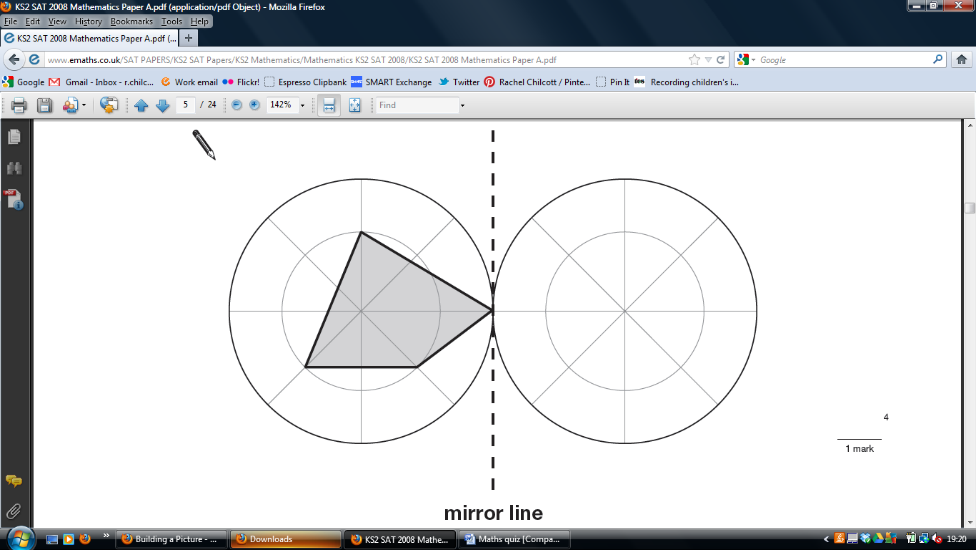 KS2 SAT 2008 Mathematics Paper A.pdf (application/pdf Object) - Mozilla Firefox
File Edit View History Bookmarks Tools Help
KS2 SAT 2008 Mathematics Paper A.pdf (... +
www.emaths.co.uk/SAT PAPERS/KS2 SAT Papers/KS2 Mathematics/Mathematics KS2 SAT 2008/KS2 SAT 2008 Mathematics Paper A.pdf Google
Google Gmail - Inbox - r.chilc... Work email Flickr! Espresso Clipbank SMART Exchange Twitter Rachel Chilcott / Pinte... Pin It Recording children's i...
5 / 24 142% Find
4
1 mark
mirror line
Building a Picture - ... Downloads KS2 SAT 2008 Mathe... Maths quiz [Compa... 19:20